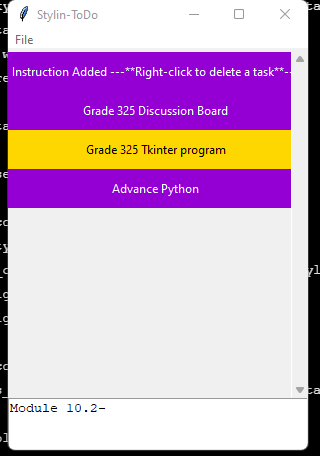 Stylin-ToDo
File
Instruction Added ---**Right-click to delete a task**--
Grade 325 Discussion Board
Grade 325 Tkinter program
Advance Python
Module 10.2-